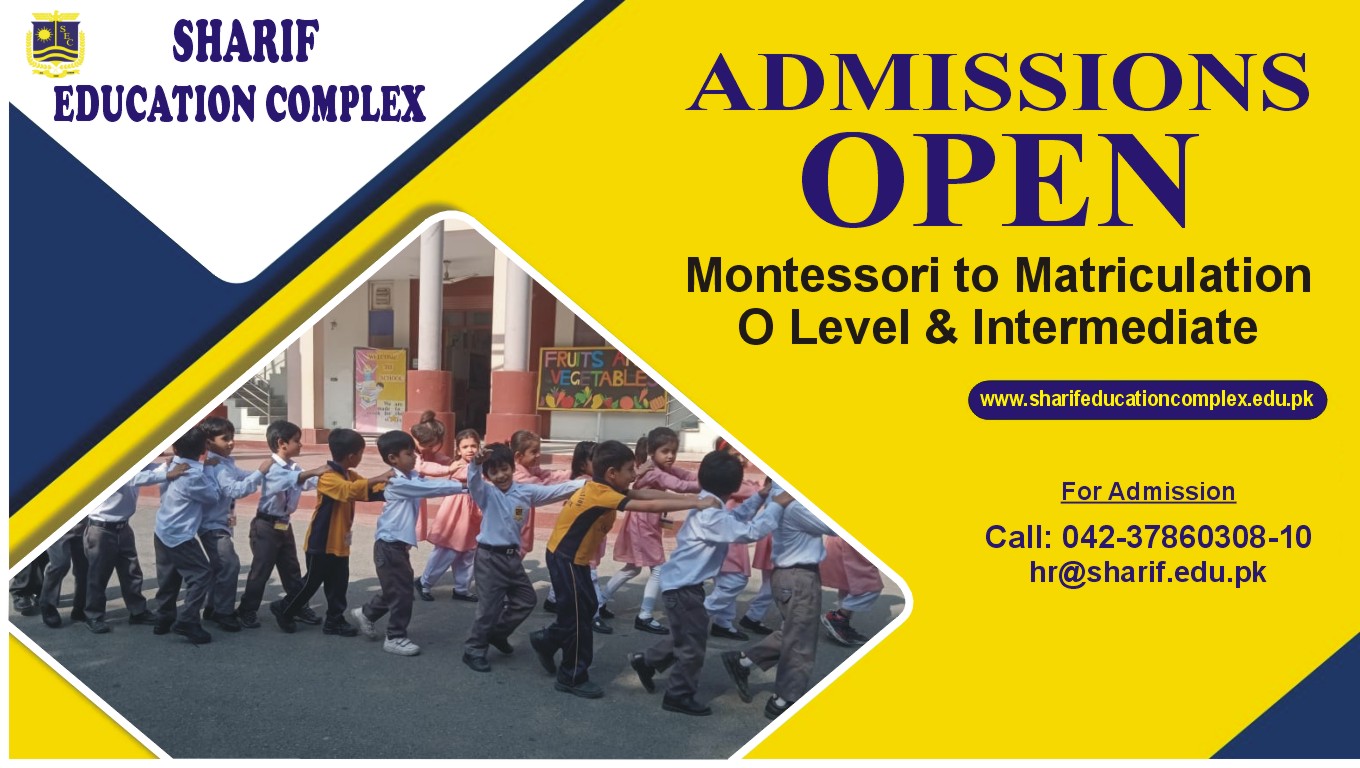 SEC
SHARIF
EDUCATION COMPLEX
ADMISSIONS
OPEN
Montessori to Matriculation
O Level & Intermediate
www.sharifeducationcomplex.edu.pk
For Admission
Call: 042-37860308-10
hr@sharif.edu.pk
FRUITS
VEGETABLES